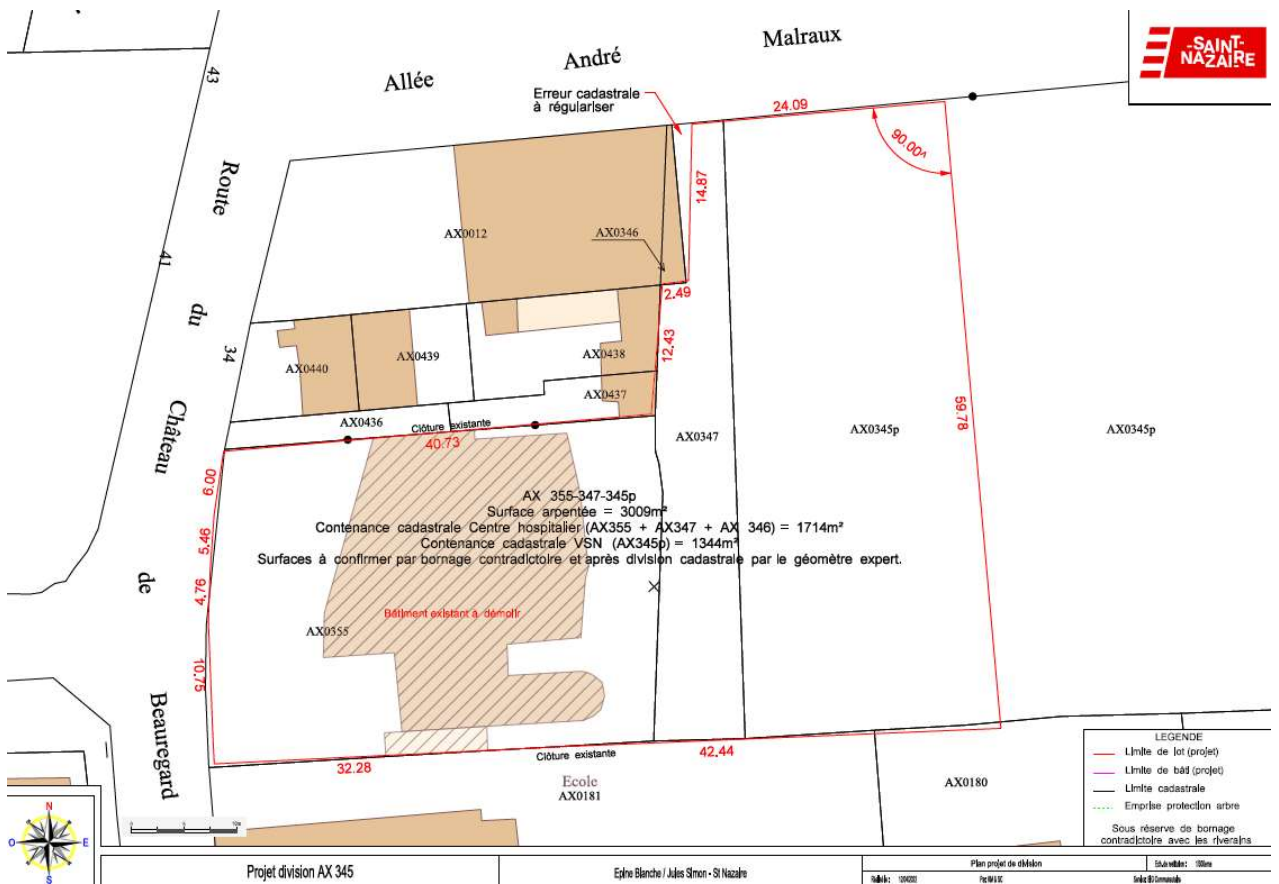 Allée André Malraux
-SAINT-
NAZAIRE
Erreur cadastrale
à régulariser
24.09
90.00
43
14.87
Route
AX0012
AX0346
41
2.49
du
34
12.43
AX0440
AX0439
AX0438
AX0437
59.78
Château
AX0436
Clôture existante
40.73
AX0347
AX0345p
AX0345p
6.00
AX 355-347-345p
Surface arpentée = 3009m²
Contenance cadastrale Centre hospitalier (AX355 + AX347 + AX 346) = 1714m²
5.46
Contenance cadastrale VSN (AX345p) = 1344m²
Surfaces à confirmer par bornage contradictoire et après division cadastrale par le géomètre expert.
de
4.76
Bâtiment existant à démolir
AX0355
10.75
Beauregard
32.28
Clôture existante
42.44
Ecole
AX0181
AX0180
LEGENDE
Limite de lot (projet)
Limite de bâti (projet)
Limite cadastrale
Emprise protection arbre
Sous réserve de bornage
contradictoire avec les riverains
N
O
E
S
Projet division AX 345
Epine Blanche / Jules Simon - St Nazaire
Plan projet de division